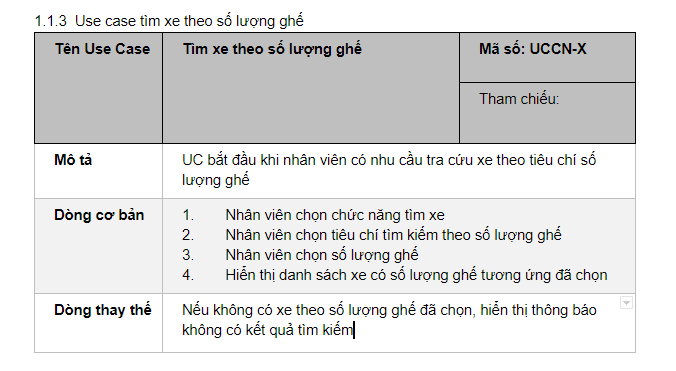 1.1.3 Use case tìm xe theo số lượng ghế
Tên Use Case
Tìm xe theo số lượng ghế
Mã số: UCCN-X
Tham chiếu:
Mô tả
UC bắt đầu khi nhân viên có nhu cầu tra cứu xe theo tiêu chí số
lượng ghế
Dòng cơ bản
1. Nhân viên chọn chức năng tìm xe
2. Nhân viên chọn tiêu chí tìm kiếm theo số lượng ghế
3. Nhân viên chọn số lượng ghế
4. Hiển thị danh sách xe có số lượng ghế tương ứng đã chọn
Dòng thay thế
Nếu không có xe theo số lượng ghế đã chọn, hiển thị thông báo
không có kết quả tìm kiếm